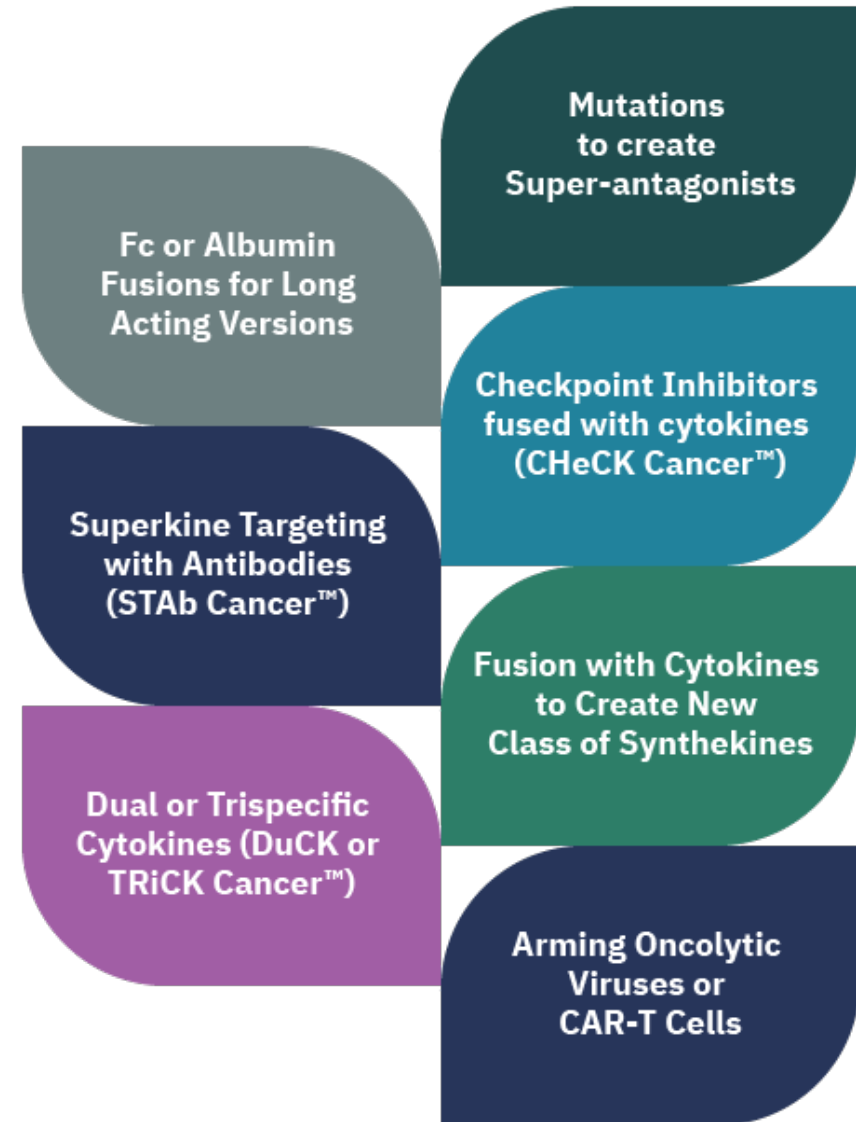 Mutations
to create
Super-antagonists
Fc or Albumin
Fusions for Long
Acting Versions
Checkpoint Inhibitors
fused with cytokines
(CHeCK Cancer™)
Superkine Targeting
with Antibodies
(STAb Cancer™)
Fusion with Cytokines
to Create New
Class of Synthekines
Dual or Trispecific
Cytokines (DuCK or
TRiCK Cancer™)
Arming Oncolytic
Viruses or
CAR-T Cells